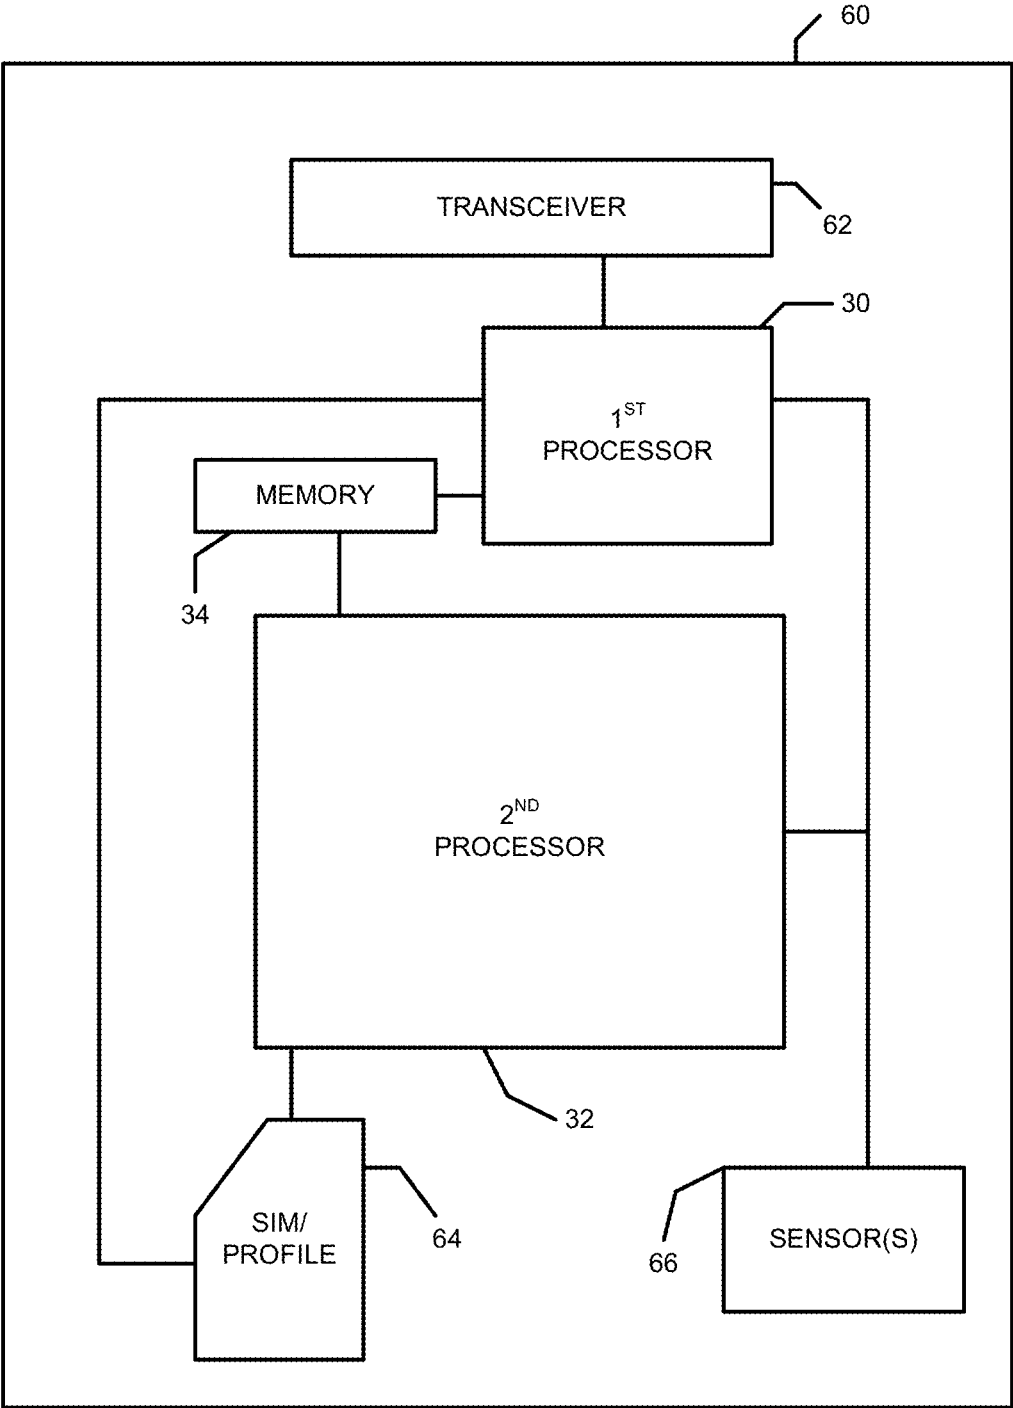 60
TRANSCEIVER
62
30
1ST
PROCESSOR
MEMORY
34
2ND
PROCESSOR
32
SIM/
PROFILE
64
66
SENSOR(S)